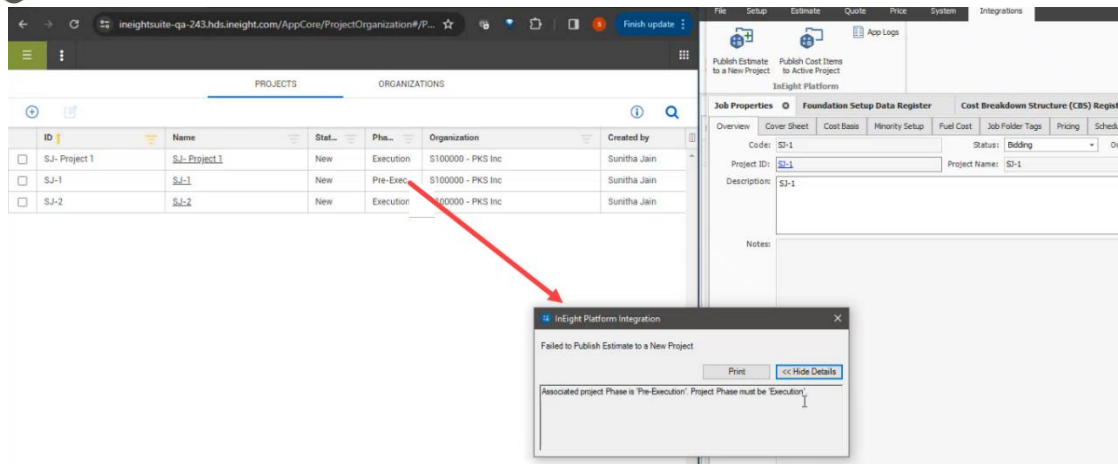 ineightsuite-qa-243.hds.ineight.com/AppCore/ProjectOrganization#/P...
Finish update
PROJECTS ORGANIZATIONS
ID Name Stat... Pha... Organization Created by
SJ- Project 1 SJ- Project 1 New Execution S100000 - PKS Inc Sunitha Jain
SJ-1 SJ-1 New Pre-Exec S100000 - PKS Inc Sunitha Jain
SJ-2 SJ-2 New Execution S100000 - PKS Inc Sunitha Jain
File Setup Estimate Quote Price System Integrations
App Logs
Publish Estimate Publish Cost Items
to a New Project to Active Project
InEight Platform
Job Properties Foundation Setup Data Register Cost Breakdown Structure (CBS) Regist
Overview Cover Sheet Cost Basis Minority Setup Fuel Cost Job Folder Tags Pricing Schedu
Code: SJ-1 Status: Bidding Or
Project ID: SJ-1 Project Name: SJ-1
Description: SJ-1
Notes:
InEight Platform Integration
Failed to Publish Estimate to a New Project
Print << Hide Details
Associated project Phase is 'Pre-Execution'. Project Phase must be 'Execution'.